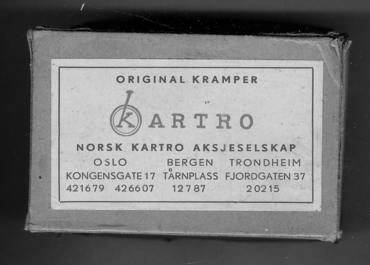 ORIGINAL KRAMPER
KARTRO
NORSK KARTRO AKSJESELSKAP
OSLO BERGEN TRONDHEIM
KONGENSGATE 17 TÅRNPLASS FJORDGATEN 37
421679 426607 12787 20215